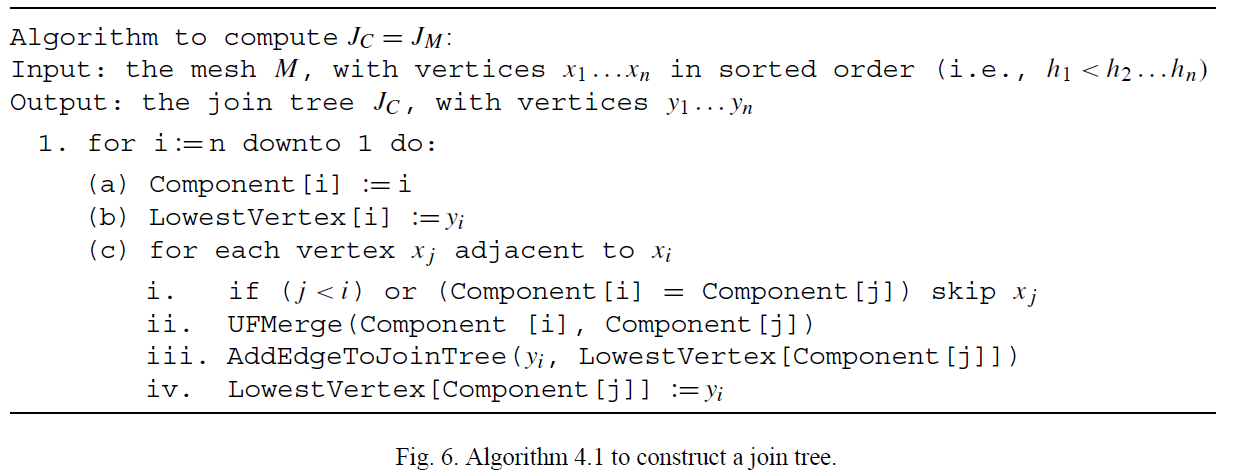 Algorithm to compute J_C = J_M:
Input: the mesh M, with vertices x_1...x_n in sorted order (i.e., h_1 < h_2...h_n)
Output: the join tree J_C, with vertices y_1...y_n
1. for i:=n downto 1 do:
(a) Component[i] := i
(b) LowestVertex[i] := y_i
(c) for each vertex x_j adjacent to x_i
i. if (j < i) or (Component[i] = Component[j]) skip x_j
ii. UFMerge(Component [i], Component[j])
iii. AddEdgeToJoinTree(y_i, LowestVertex[Component[j]])
iv. LowestVertex[Component[j]] := y_i
Fig. 6. Algorithm 4.1 to construct a join tree.